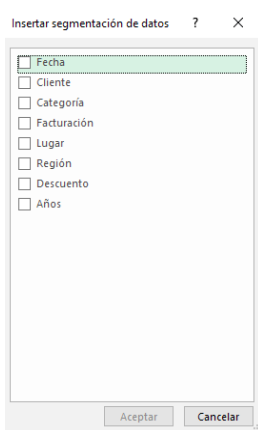 Insertar segmentación de datos ?
Fecha
Cliente
Categoría
Facturación
Lugar
Región
Descuento
Años
Aceptar Cancelar